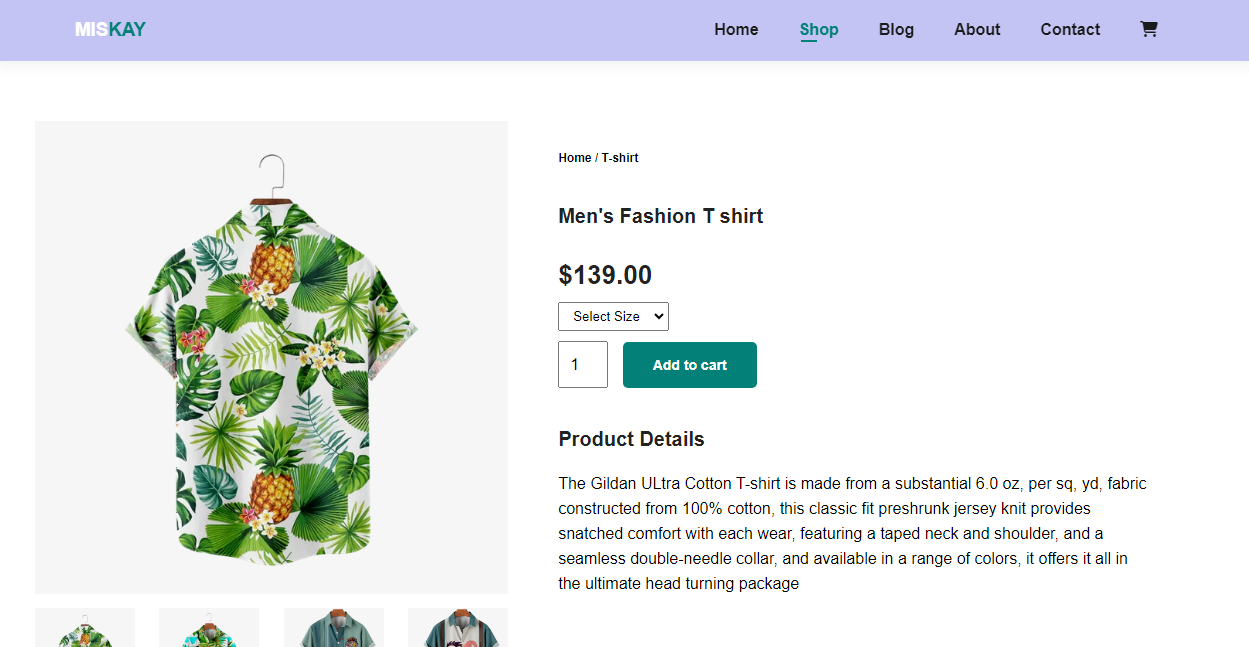 MISKAY
Home Shop Blog About Contact
Home / T-shirt
Men's Fashion T shirt
$139.00
Select Size
1
Add to cart
Product Details
The Gildan ULtra Cotton T-shirt is made from a substantial 6.0 oz, per sq, yd, fabric
constructed from 100% cotton, this classic fit preshrunk jersey knit provides
snatched comfort with each wear, featuring a taped neck and shoulder, and a
seamless double-needle collar, and available in a range of colors, it offers it all in
the ultimate head turning package